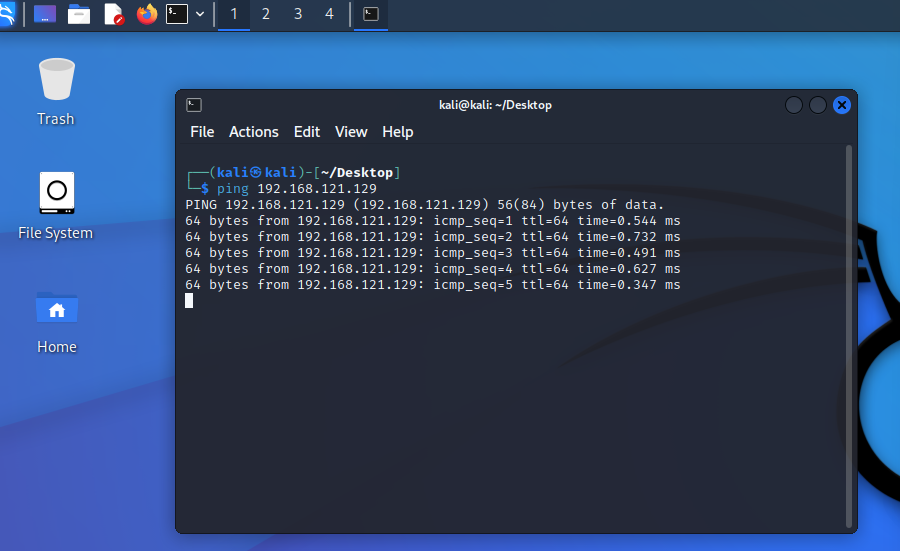 1 2 3 4
Trash
File System
Home
kali@kali: ~/Desktop
File Actions Edit View Help
┌──(kali㉿kali)-[~/Desktop]
└─$ ping 192.168.121.129
PING 192.168.121.129 (192.168.121.129) 56(84) bytes of data.
64 bytes from 192.168.121.129: icmp_seq=1 ttl=64 time=0.544 ms
64 bytes from 192.168.121.129: icmp_seq=2 ttl=64 time=0.732 ms
64 bytes from 192.168.121.129: icmp_seq=3 ttl=64 time=0.491 ms
64 bytes from 192.168.121.129: icmp_seq=4 ttl=64 time=0.627 ms
64 bytes from 192.168.121.129: icmp_seq=5 ttl=64 time=0.347 ms